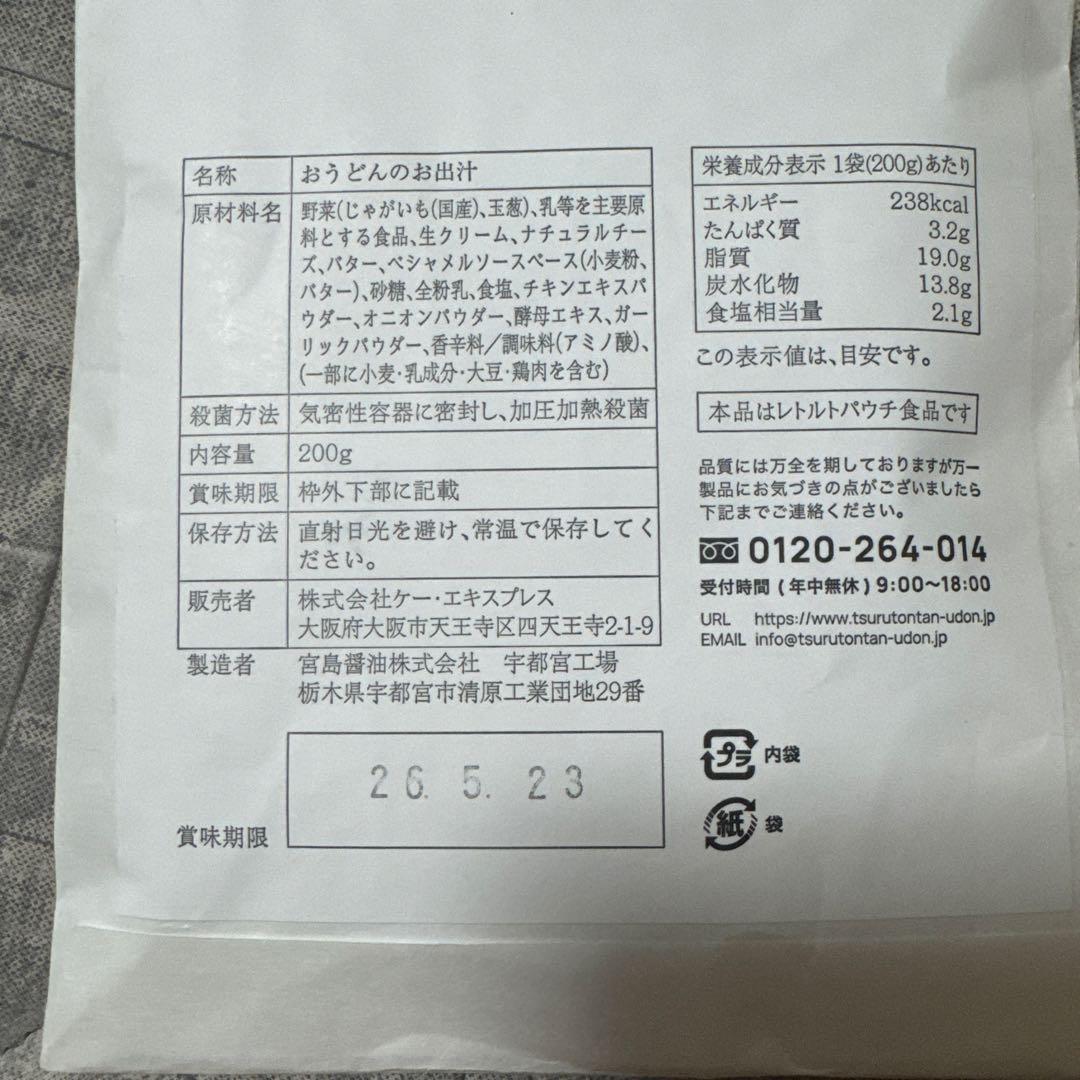 名称 おうどんのお出汁
原材料名 野菜(じゃがいも(国産)、玉葱)、乳等を主要原
料とする食品、生クリーム、ナチュラルチー
ズ、バター、ベシャメルソースベース(小麦粉、
バター)、砂糖、全粉乳、食塩、チキンエキスパ
ウダー、オニオンパウダー、酵母エキス、ガー
リックパウダー、香辛料／調味料(アミノ酸)、
(一部に小麦・乳成分・大豆・鶏肉を含む)
殺菌方法 気密性容器に密封し、加圧加熱殺菌
内容量 200g
賞味期限 枠外下部に記載
保存方法 直射日光を避け、常温で保存してく
ださい。
販売者 株式会社ケー・エキスプレス
大阪府大阪市天王寺区四天王寺2-1-9
製造者 宮島醤油株式会社 宇都宮工場
栃木県宇都宮市清原工業団地29番
賞味期限 26.5.23
栄養成分表示 1袋(200g)あたり
エネルギー 238kcal
たんぱく質 3.2g
脂質 19.0g
炭水化物 13.8g
食塩相当量 2.1g
この表示値は、目安です。
本品はレトルトパウチ食品です
品質には万全を期しておりますが万一
製品にお気づきの点がございましたら
下記までご連絡ください。
0120-264-014
受付時間 (年中無休) 9:00〜18:00
URL https://www.tsurutontan-udon.jp
EMAIL info@tsurutontan-udon.jp
プラ 内袋
紙 袋